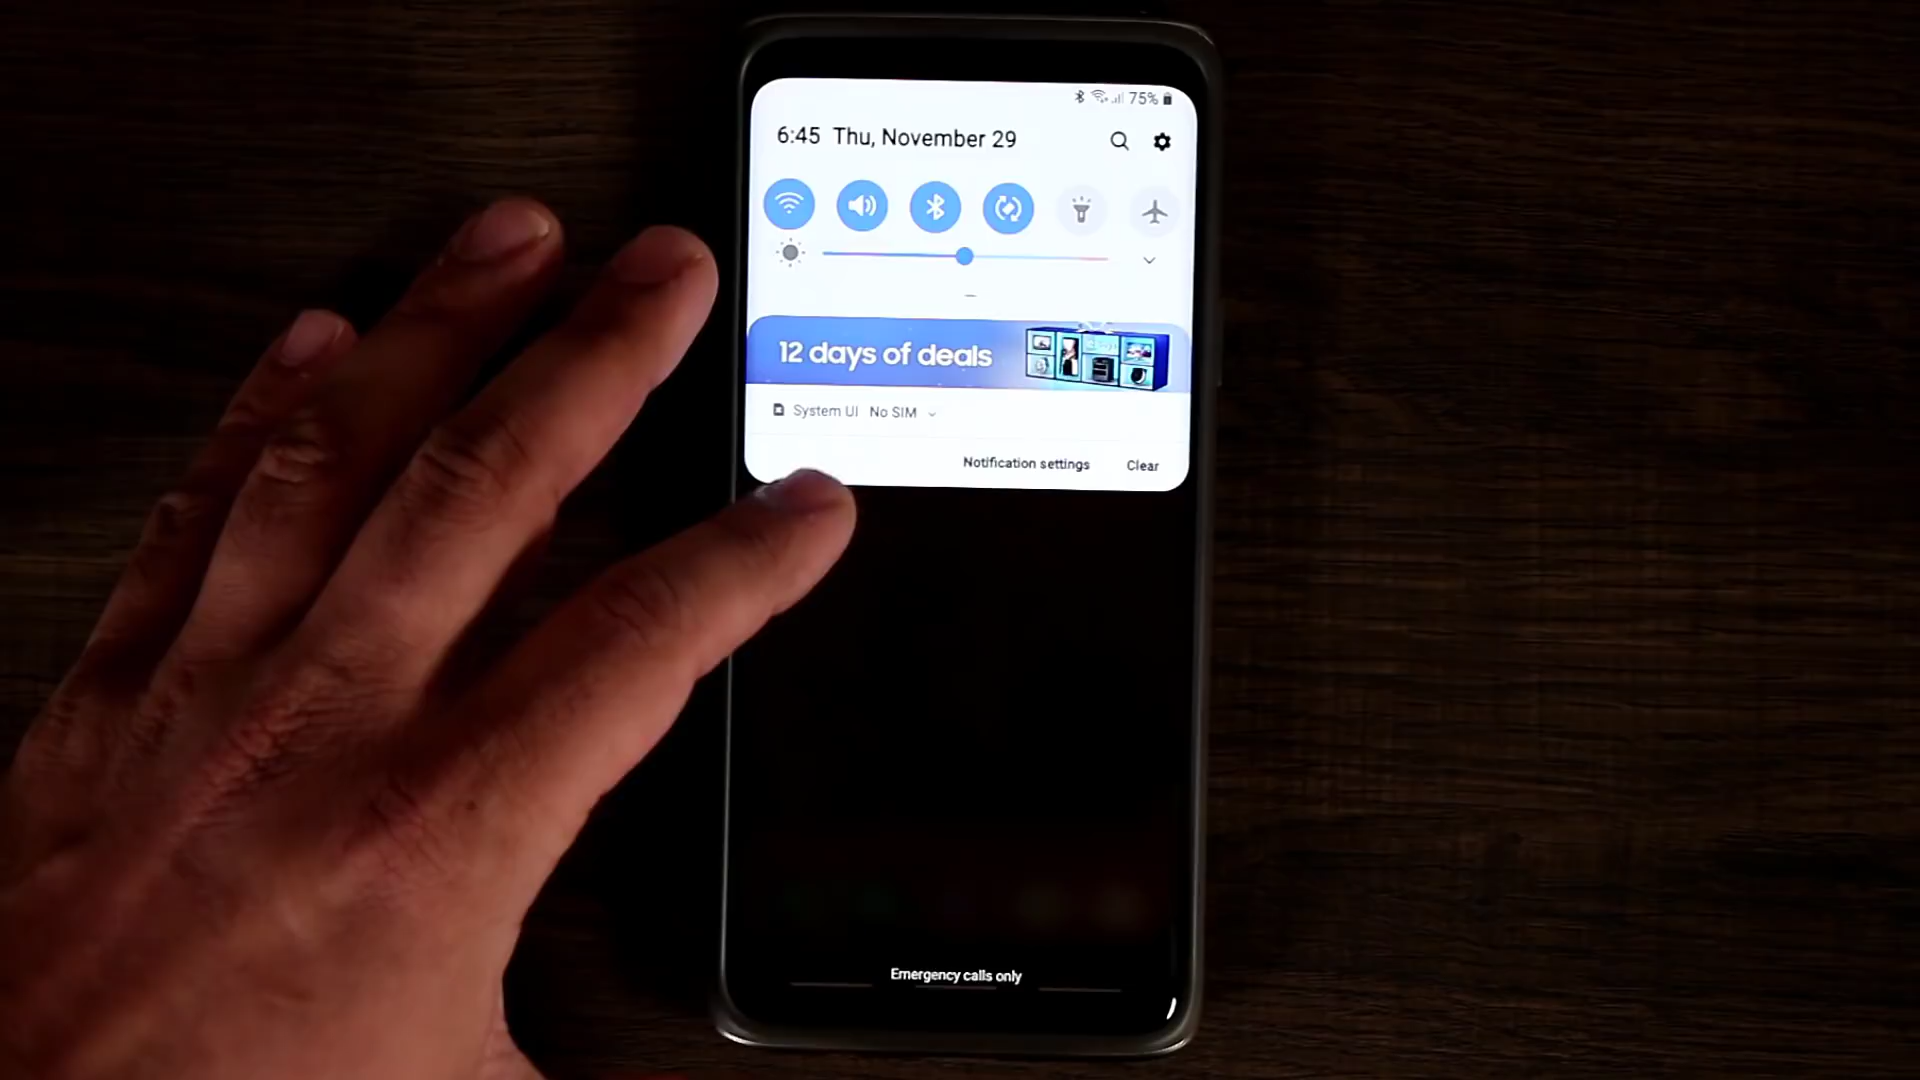 75%
6:45 Thu, November 29
12 days of deals
System UI No SIM
Notification settings Clear
Emergency calls only